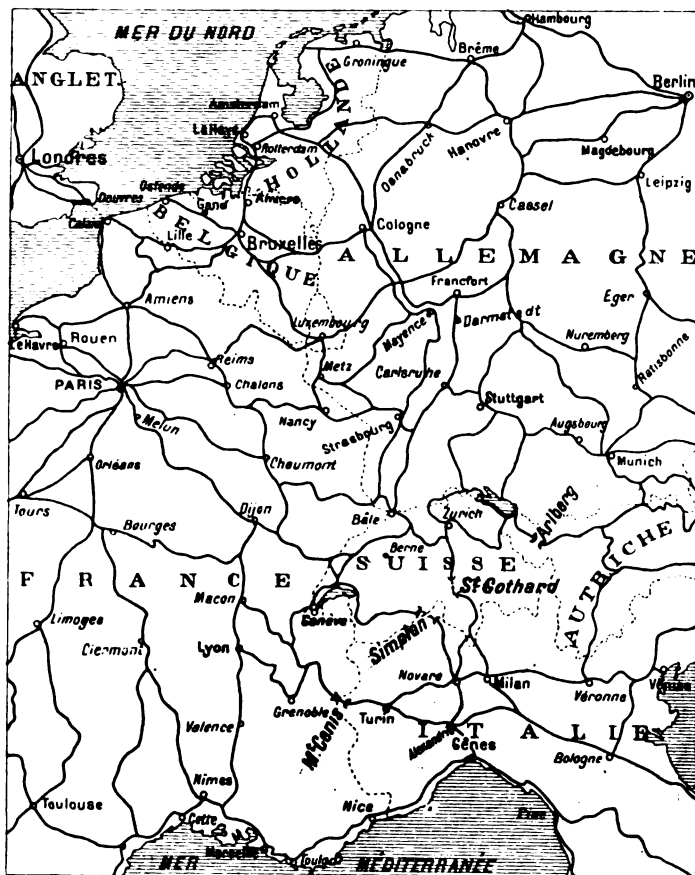 MER DU NORD
Hambourg
Groningue
Brême
ANGLET.
Berlin
Amsterdam
La Haye
HOLLANDE
Londres
Rotterdam
Osnabruck
Hanovre
Magdebourg
Douvres
Ostende
Gand
Anvers
Leipzig
Calais
Lille
BELGIQUE
Bruxelles
Cologne
Cassel
ALLEMAGNE
Amiens
Francfort
Eger
Le Havre
Rouen
Luxembourg
Mayence
Darmstadt
Nuremberg
Ratisbonne
Reims
Metz
PARIS
Chalons
Carlsruhe
Stuttgart
Melun
Nancy
Strasbourg
Augsbourg
Orléans
Chaumont
Munich
Tours
Bourges
Dijon
Bâle
Zurich
Arlberg
Berne
FRANCE
SUISSE
AUTRICHE
St Gothard
Macon
Genève
Simplon
Limoges
Clermont
Lyon
Novare
Milan
Véronne
Venise
Grenoble
Mt Cenis
Turin
ITALIE
Valence
Alexandrie
Gênes
Bologne
Nimes
Toulouse
Cette
Nice
Marseille
Toulon
MER MÉDITERRANÉE